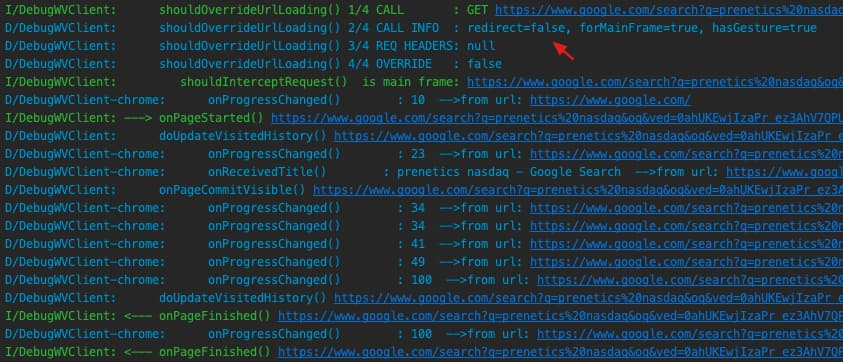 I/DebugWVClient: shouldOverrideUrlLoading() 1/4 CALL : GET https://www.google.com/search?q=prenetics%20nasda
D/DebugWVClient: shouldOverrideUrlLoading() 2/4 CALL INFO : redirect=false, forMainFrame=true, hasGesture=true
D/DebugWVClient: shouldOverrideUrlLoading() 3/4 REQ HEADERS: null
D/DebugWVClient: shouldOverrideUrlLoading() 4/4 OVERRIDE : false
I/DebugWVClient: shouldInterceptRequest() is main frame: https://www.google.com/search?q=prenetics%20nasdaq&oq&
D/DebugWVClient-chrome: onProgressChanged() : 10 -->from url: https://www.google.com/
I/DebugWVClient: ---> onPageStarted() https://www.google.com/search?q=prenetics%20nasdaq&oq&ved=0ahUKEwjIzaPr_ez3AhV7QPU
D/DebugWVClient: doUpdateVisitedHistory() https://www.google.com/search?q=prenetics%20nasdaq&oq&ved=0ahUKEwjIzaPr_e
D/DebugWVClient-chrome: onProgressChanged() : 23 -->from url: https://www.google.com/search?q=prenetics%20n
D/DebugWVClient-chrome: onReceivedTitle() : prenetics nasdaq - Google Search -->from url: https://www.goo
D/DebugWVClient: onPageCommitVisible() https://www.google.com/search?q=prenetics%20nasdaq&oq&ved=0ahUKEwjIzaPr_ez3
D/DebugWVClient-chrome: onProgressChanged() : 34 -->from url: https://www.google.com/search?q=prenetics%20n
D/DebugWVClient-chrome: onProgressChanged() : 34 -->from url: https://www.google.com/search?q=prenetics%20n
D/DebugWVClient-chrome: onProgressChanged() : 41 -->from url: https://www.google.com/search?q=prenetics%20n
D/DebugWVClient-chrome: onProgressChanged() : 49 -->from url: https://www.google.com/search?q=prenetics%20n
D/DebugWVClient-chrome: onProgressChanged() : 100 -->from url: https://www.google.com/search?q=prenetics%20
D/DebugWVClient: doUpdateVisitedHistory() https://www.google.com/search?q=prenetics%20nasdaq&oq&ved=0ahUKEwjIzaPr_e
I/DebugWVClient: <--- onPageFinished() https://www.google.com/search?q=prenetics%20nasdaq&oq&ved=0ahUKEwjIzaPr_ez3AhV7QP
D/DebugWVClient-chrome: onProgressChanged() : 100 -->from url: https://www.google.com/search?q=prenetics%20
I/DebugWVClient: <--- onPageFinished() https://www.google.com/search?q=prenetics%20nasdaq&oq&ved=0ahUKEwjIzaPr_ez3AhV7QP